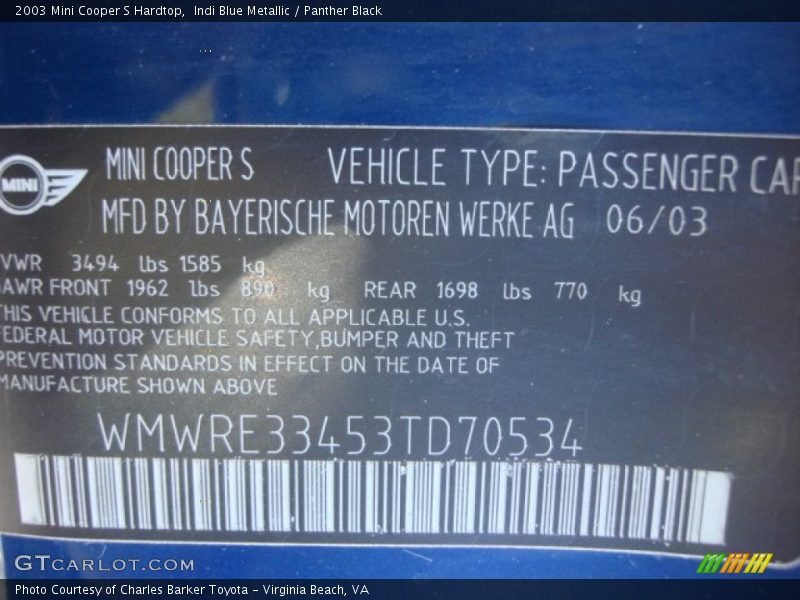 2003 Mini Cooper S Hardtop,  Indi Blue Metallic / Panther Black
MINI COOPER S VEHICLE TYPE: PASSENGER CAR
MINI
MFD BY BAYERISCHE MOTOREN WERKE AG 06/03
VWR 3494 lbs 1585 kg
AWR FRONT 1962 lbs 890 kg REAR 1698 lbs 770 kg
THIS VEHICLE CONFORMS TO ALL APPLICABLE U.S.
FEDERAL MOTOR VEHICLE SAFETY,BUMPER AND THEFT
PREVENTION STANDARDS IN EFFECT ON THE DATE OF
MANUFACTURE SHOWN ABOVE
WMWRE33453TD70534
GTCARLOT.COM
Photo Courtesy of Charles Barker Toyota - Virginia Beach, VA